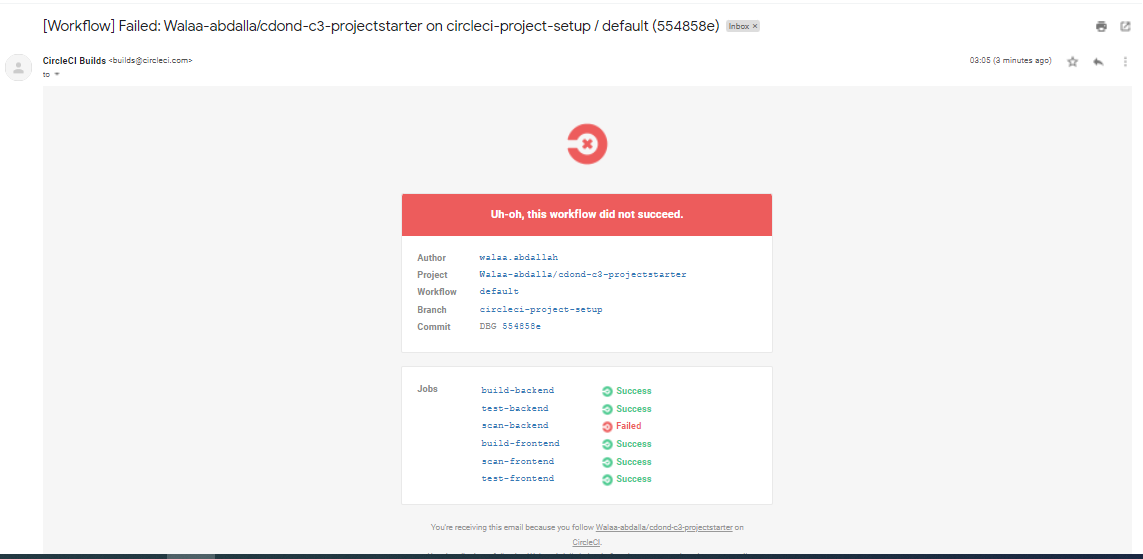 [Workflow] Failed: Walaa-abdalla/cdond-c3-projectstarter on circleci-project-setup / default (554858e) Inbox ×
CircleCI Builds <builds@circleci.com> 03:05 (3 minutes ago)
to
Uh-oh, this workflow did not succeed.
Author walaa.abdallah
Project Walaa-abdalla/cdond-c3-projectstarter
Workflow default
Branch circleci-project-setup
Commit DBG 554858e
Jobs build-backend Success
test-backend Success
scan-backend Failed
build-frontend Success
scan-frontend Success
test-frontend Success
You're receiving this email because you follow Walaa-abdalla/cdond-c3-projectstarter on
CircleCI.